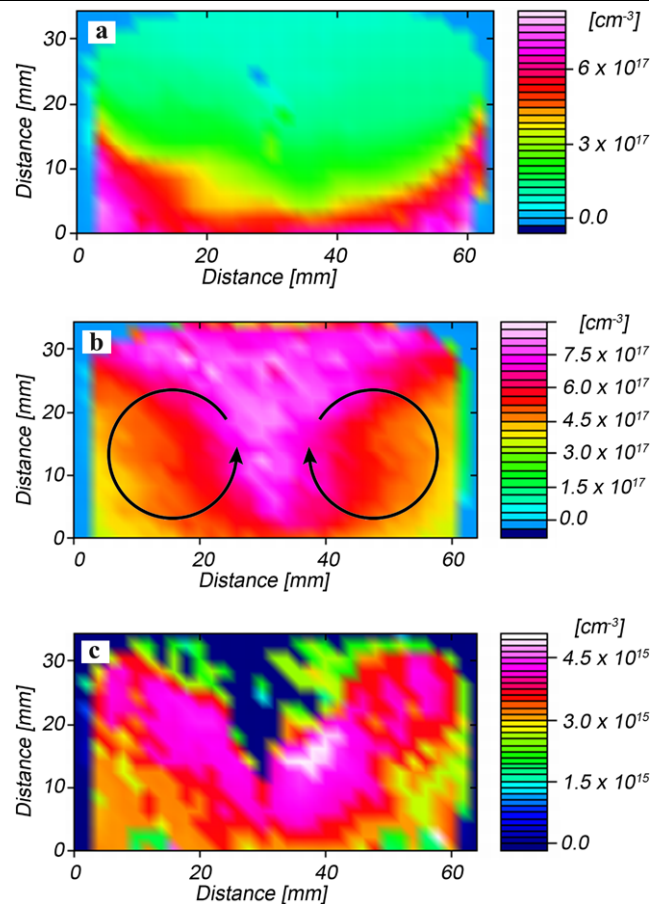 a
[cm-3]
6 x 10^17
3 x 10^17
0.0
30
20
10
0
Distance [mm]
0
20
40
60
Distance [mm]
b
[cm-3]
7.5 x 10^17
6.0 x 10^17
4.5 x 10^17
3.0 x 10^17
1.5 x 10^17
0.0
30
20
10
0
Distance [mm]
0
20
40
60
Distance [mm]
c
[cm-3]
4.5 x 10^15
3.0 x 10^15
1.5 x 10^15
0.0
30
20
10
0
Distance [mm]
0
20
40
60
Distance [mm]